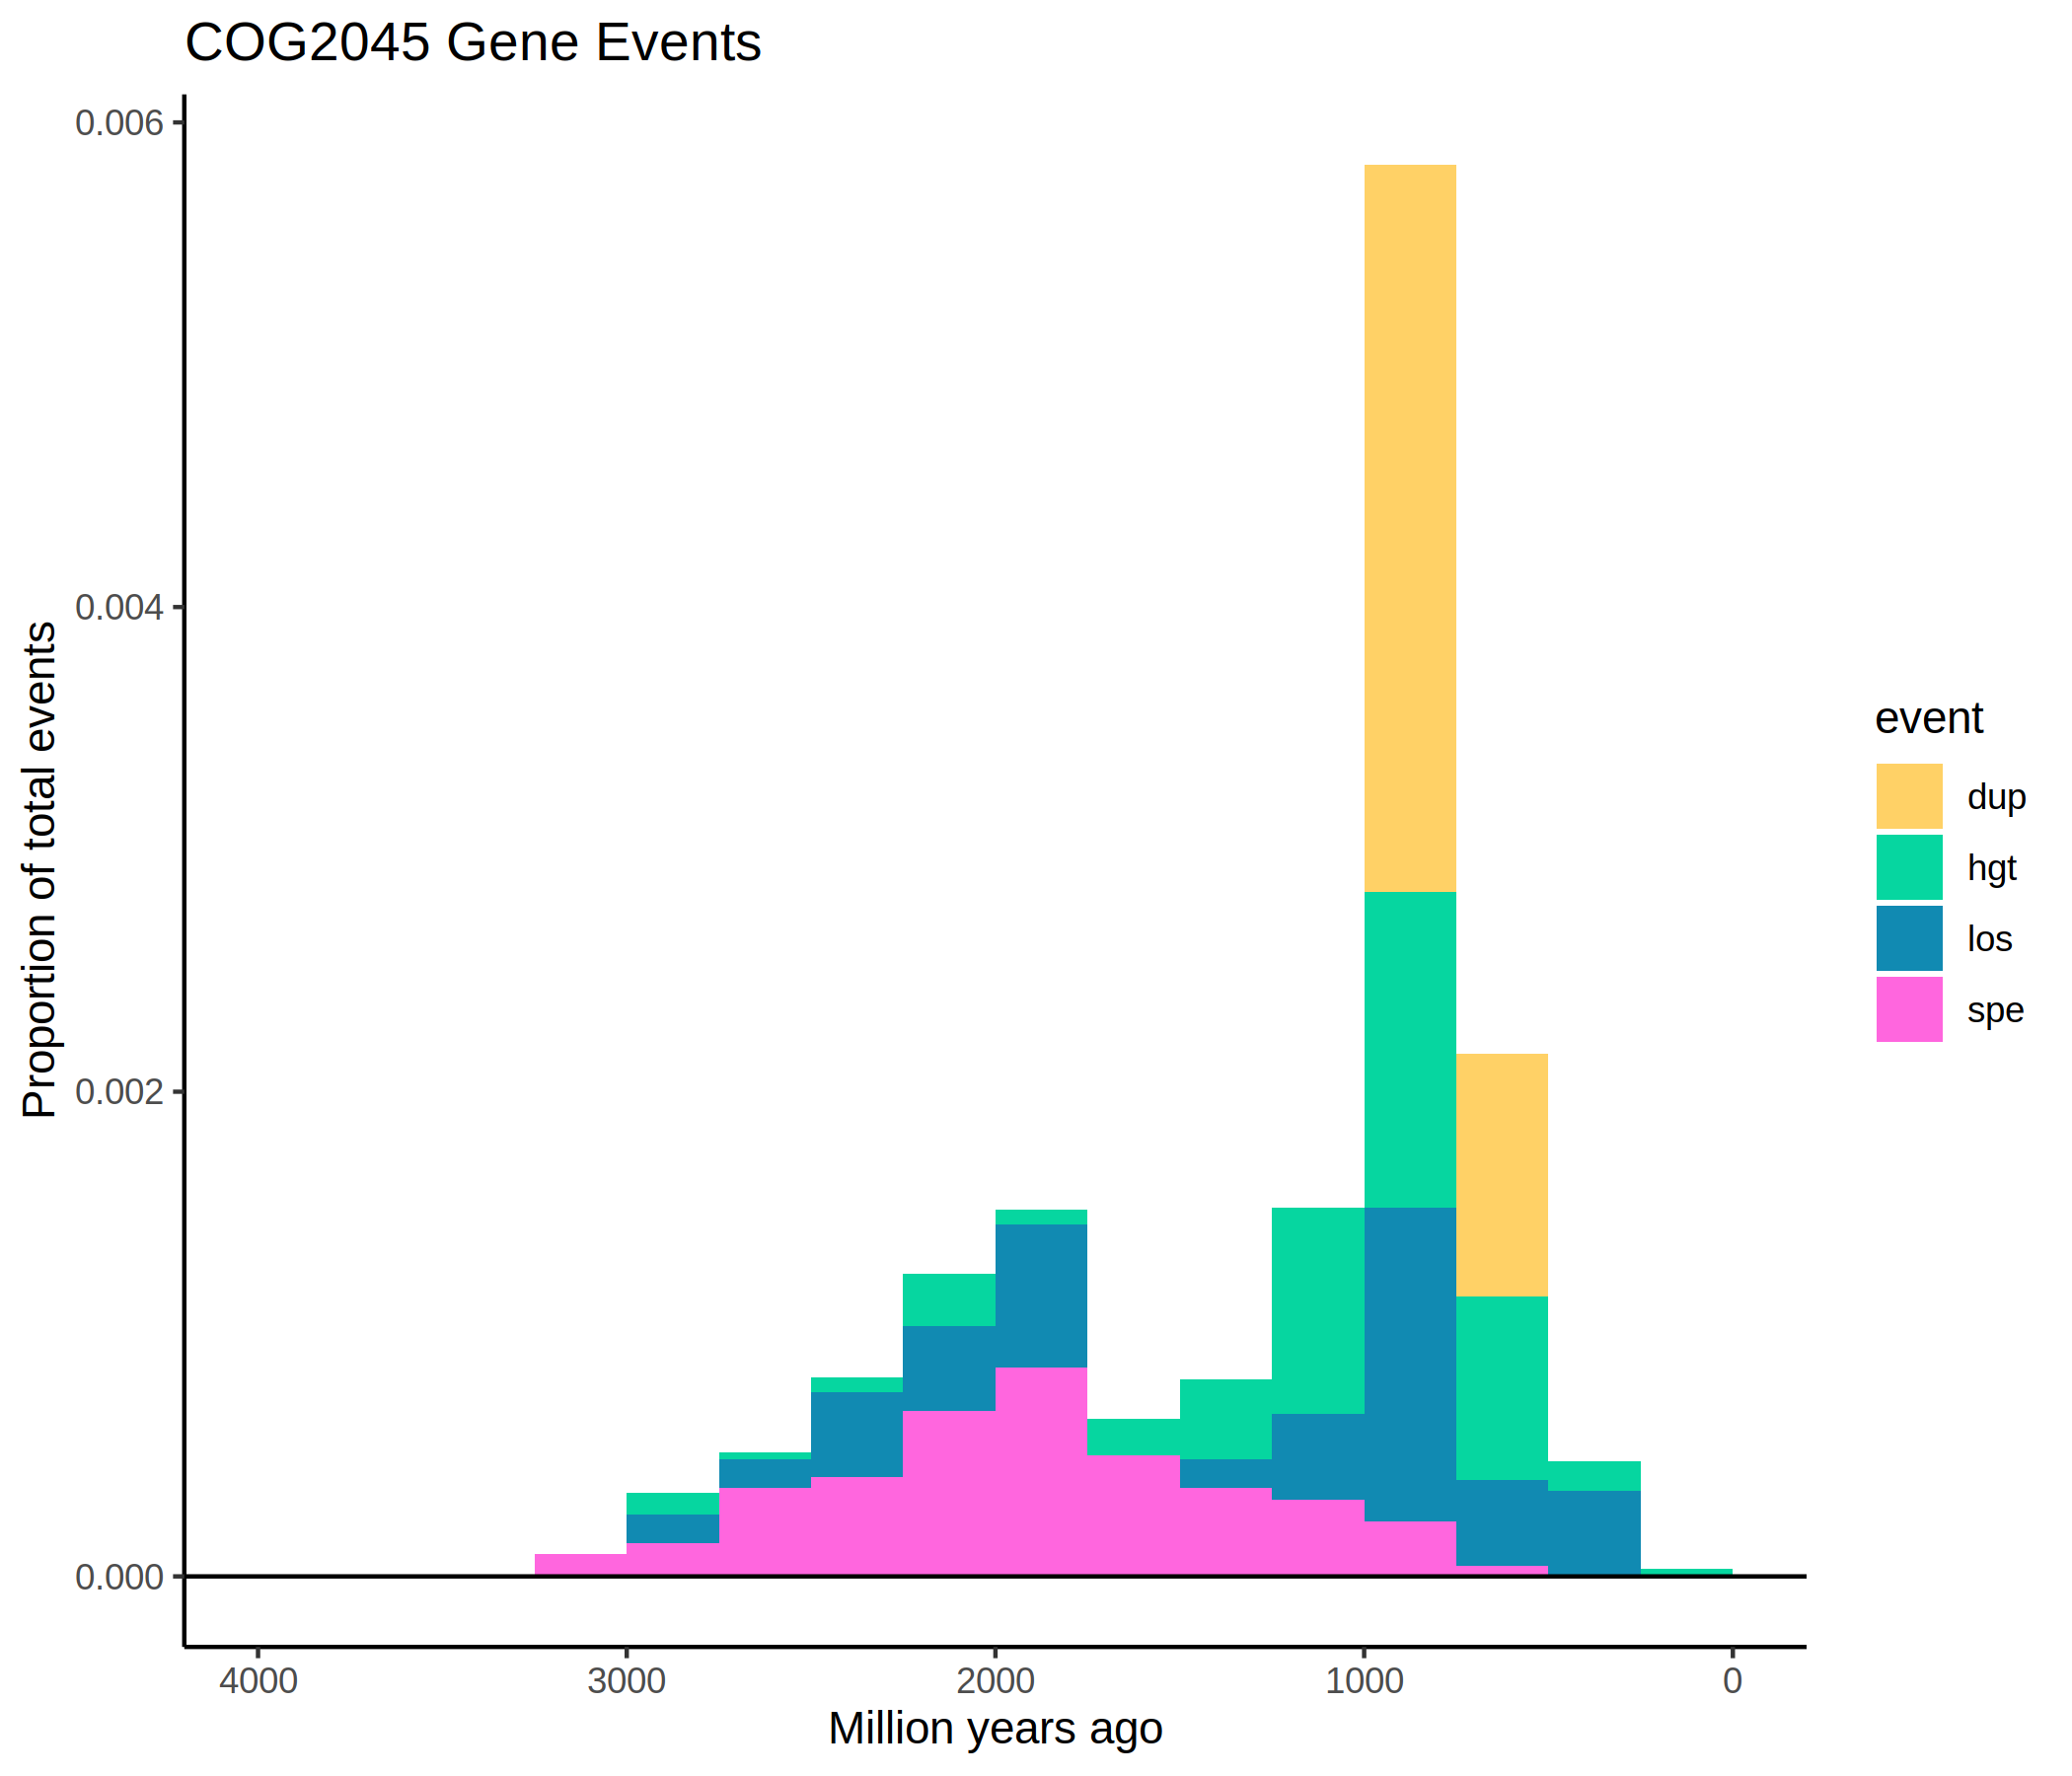 COG2045 Gene Events
0.006
0.004
0.002
0.000
Proportion of total events
4000 3000 2000 1000 0
Million years ago
event
dup
hgt
los
spe